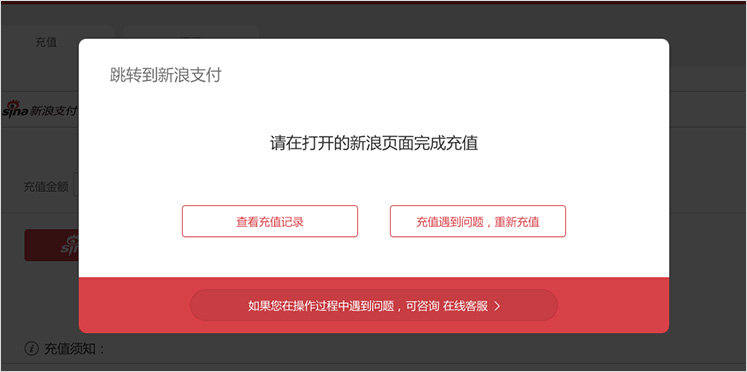 充值
跳转到新浪支付
sina 新浪支付
请在打开的新浪页面完成充值
充值金额
查看充值记录
充值遇到问题，重新充值
sina
如果您在操作过程中遇到问题，可咨询 在线客服 >
i 充值须知：